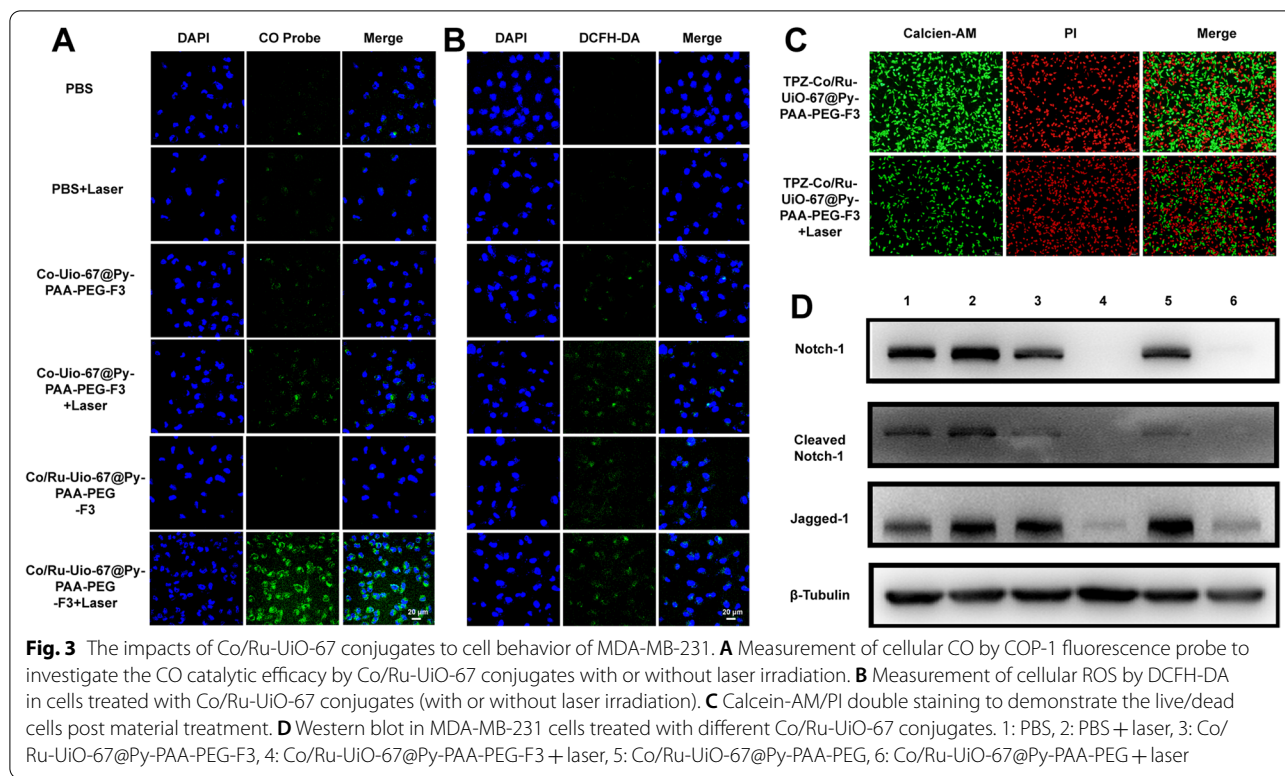 A
DAPI
CO Probe
Merge
PBS
PBS+Laser
Co-Uio-67@Py-
PAA-PEG-F3
Co-Uio-67@Py-
PAA-PEG-F3
+Laser
Co/Ru-Uio-67@Py-
PAA-PEG
-F3
Co/Ru-Uio-67@Py-
PAA-PEG
-F3+Laser
20 μm
B
DAPI
DCFH-DA
Merge
20 μm
C
Calcien-AM
PI
Merge
TPZ-Co/Ru-
UiO-67@Py-
PAA-PEG-F3
TPZ-Co/Ru-
UiO-67@Py-
PAA-PEG-F3
+Laser
D
1 2 3 4 5 6
Notch-1
Cleaved
Notch-1
Jagged-1
β-Tubulin
Fig. 3 The impacts of Co/Ru-UiO-67 conjugates to cell behavior of MDA-MB-231. A Measurement of cellular CO by COP-1 fluorescence probe to
investigate the CO catalytic efficacy by Co/Ru-UiO-67 conjugates with or without laser irradiation. B Measurement of cellular ROS by DCFH-DA
in cells treated with Co/Ru-UiO-67 conjugates (with or without laser irradiation). C Calcein-AM/PI double staining to demonstrate the live/dead
cells post material treatment. D Western blot in MDA-MB-231 cells treated with different Co/Ru-UiO-67 conjugates. 1: PBS, 2: PBS + laser, 3: Co/
Ru-UiO-67@Py-PAA-PEG-F3, 4: Co/Ru-UiO-67@Py-PAA-PEG-F3 + laser, 5: Co/Ru-UiO-67@Py-PAA-PEG, 6: Co/Ru-UiO-67@Py-PAA-PEG + laser